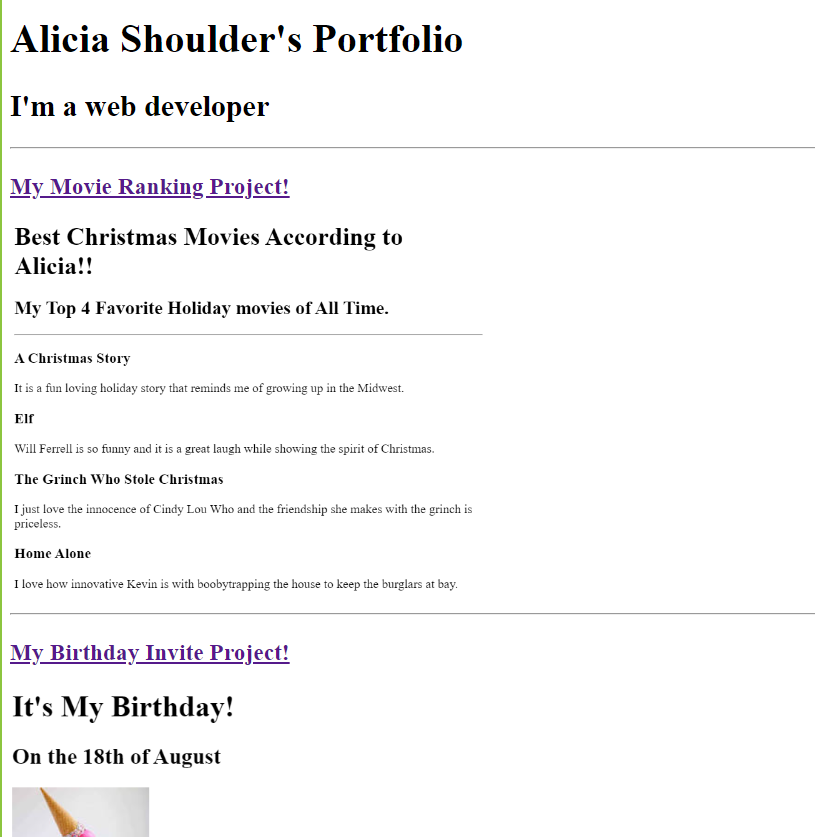 Alicia Shoulder's Portfolio
I'm a web developer
My Movie Ranking Project!
Best Christmas Movies According to
Alicia!!
My Top 4 Favorite Holiday movies of All Time.
A Christmas Story
It is a fun loving holiday story that reminds me of growing up in the Midwest.
Elf
Will Ferrell is so funny and it is a great laugh while showing the spirit of Christmas.
The Grinch Who Stole Christmas
I just love the innocence of Cindy Lou Who and the friendship she makes with the grinch is
priceless.
Home Alone
I love how innovative Kevin is with boobytrapping the house to keep the burglars at bay.
My Birthday Invite Project!
It's My Birthday!
On the 18th of August